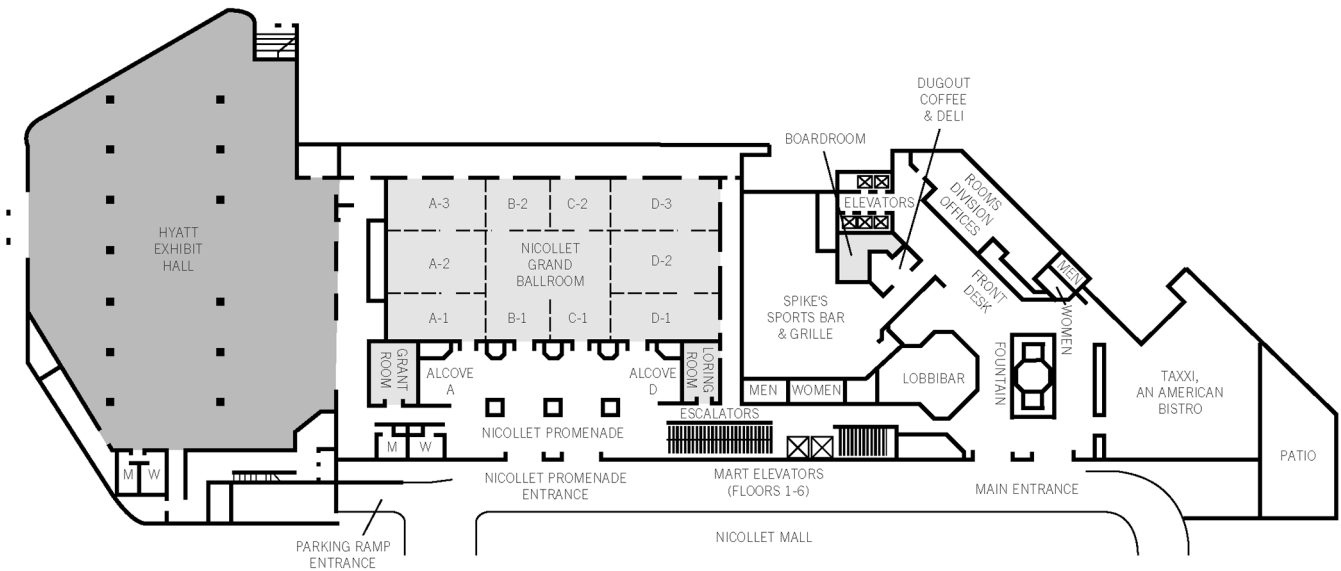 DUGOUT
COFFEE
& DELI
BOARDROOM
ELEVATORS
ROOMS
DIVISION
OFFICES
HYATT
EXHIBIT
HALL
A-3
B-2
C-2
D-3
A-2
NICOLLET
GRAND
BALLROOM
D-2
A-1
B-1
C-1
D-1
SPIKE'S
SPORTS BAR
& GRILLE
FRONT
DESK
MEN
WOMEN
GRANT
ROOM
ALCOVE
A
ALCOVE
D
LORING
ROOM
MEN
WOMEN
LOBBIBAR
FOUNTAIN
TAXXI,
AN AMERICAN
BISTRO
ESCALATORS
NICOLLET PROMENADE
M
W
M
W
NICOLLET PROMENADE
ENTRANCE
MART ELEVATORS
(FLOORS 1-6)
MAIN ENTRANCE
PATIO
NICOLLET MALL
PARKING RAMP
ENTRANCE